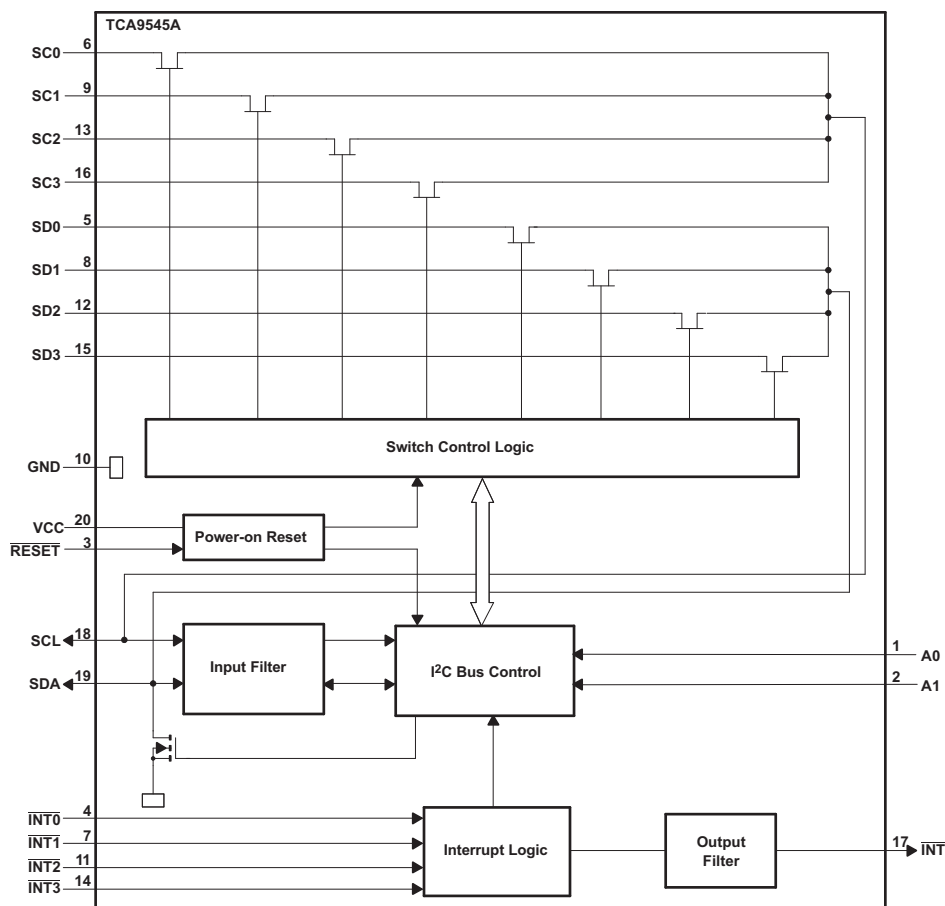 TCA9545A
SC0 6
SC1 9
SC2 13
SC3 16
SD0 5
SD1 8
SD2 12
SD3 15
Switch Control Logic
GND 10
VCC 20
RESET 3
Power-on Reset
SCL 18
SDA 19
Input Filter
I²C Bus Control
1 A0
2 A1
INT0 4
INT1 7
INT2 11
INT3 14
Interrupt Logic
Output
Filter
17 INT